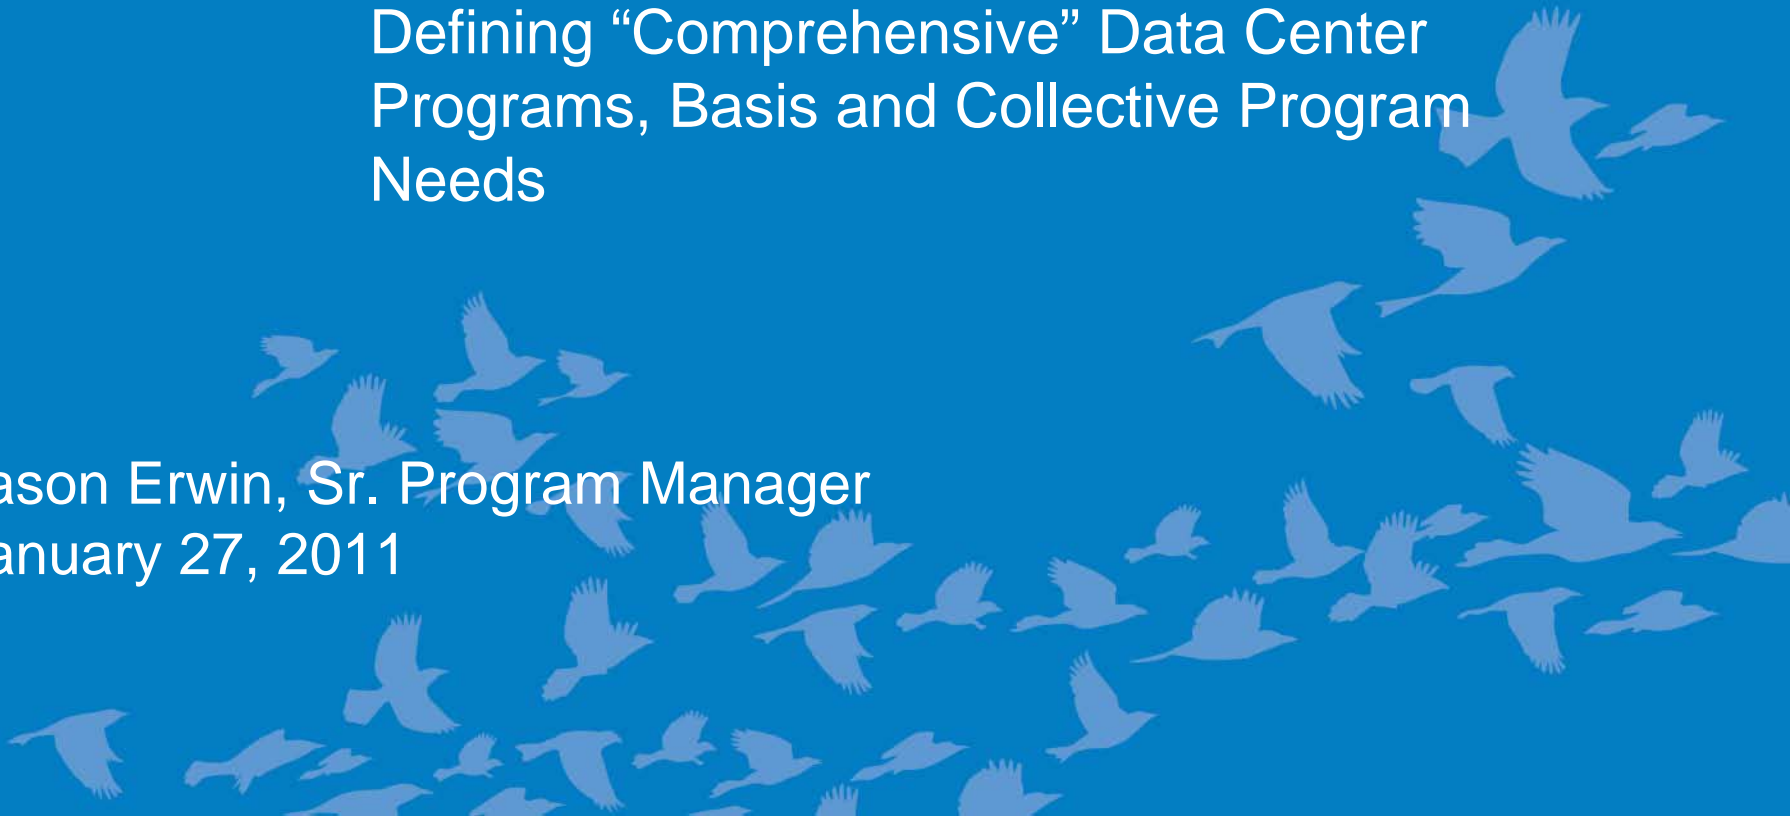 Defining “Comprehensive” Data Center
Programs, Basis and Collective Program
Needs
ason Erwin, Sr. Program Manager
anuary 27, 2011